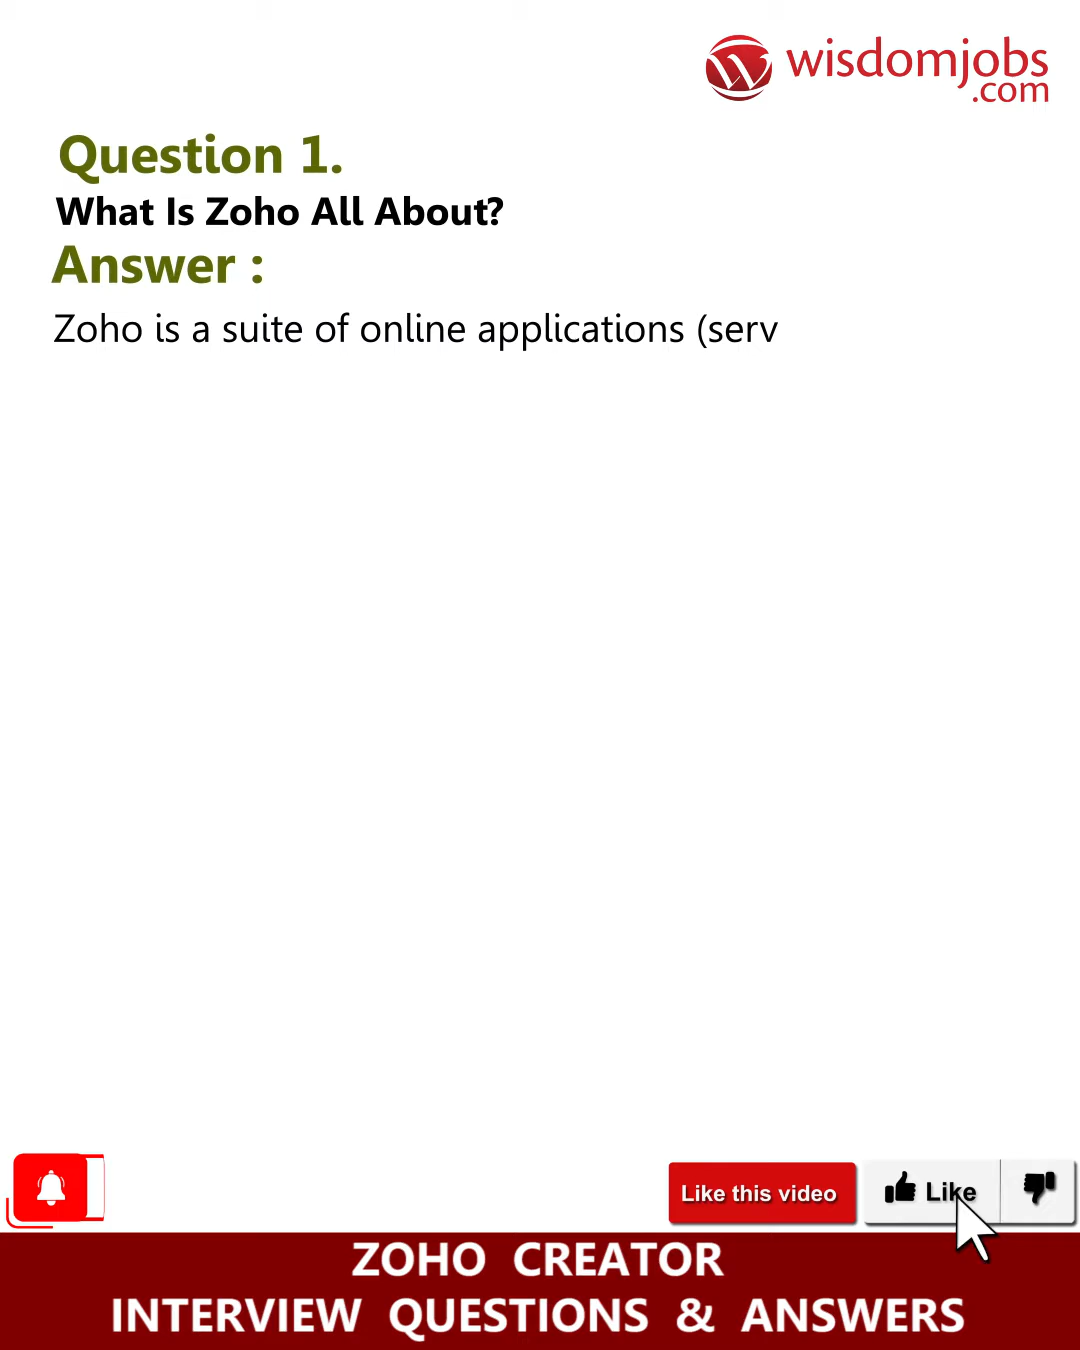 wisdomjobs
.com
Question 1.
What Is Zoho All About?
Answer :
Zoho is a suite of online applications (serv
Like this video
Like
ZOHO CREATOR
INTERVIEW QUESTIONS & ANSWERS